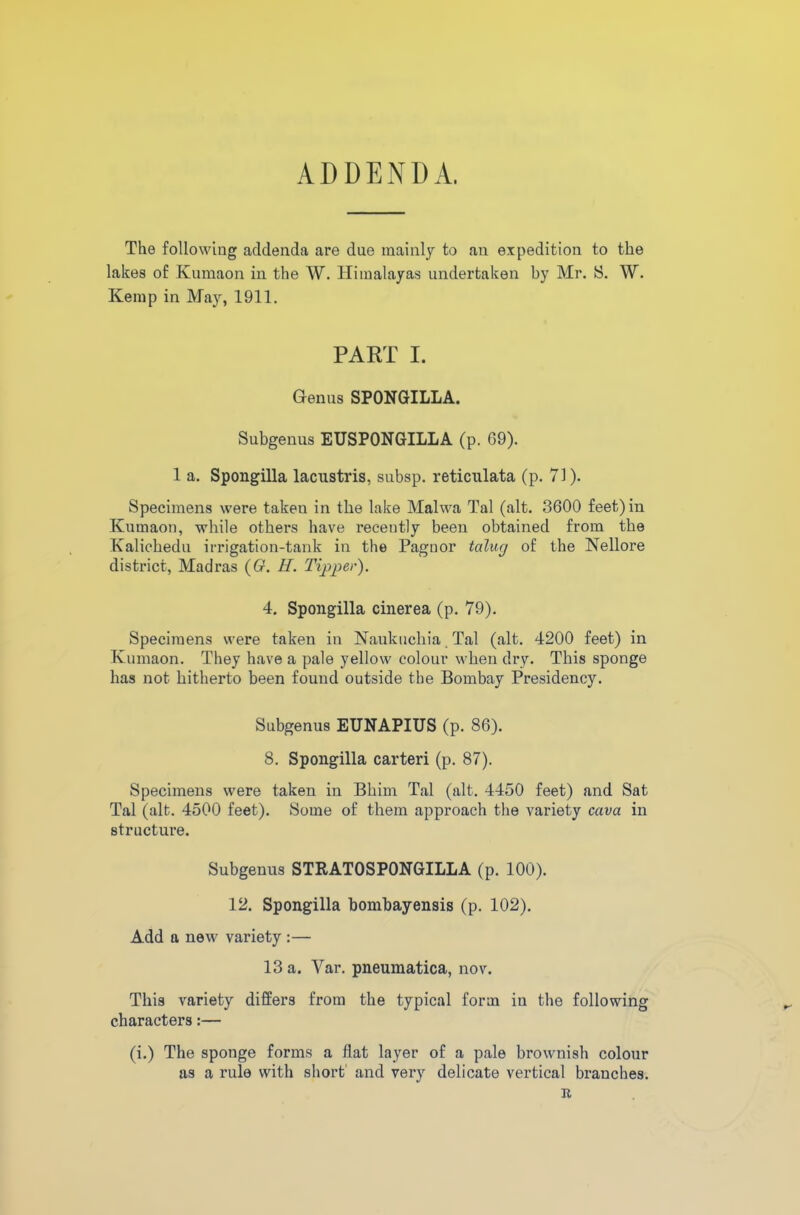 ADDENDA.
The following addenda are due mainly to an expedition to the
lakes of Kumaon in the W. Himalayas undertaken by Mr. S. W.
Kemp in May, 1911.
PART I.
Genus SPONGILLA.
Subgenus EUSPONGILLA (p. 69).
1 a. Spongilla lacustris, subsp. reticulata (p. 71).
Specimens were taken in the lake Malwa Tal (alt. 3600 feet) in
Kumaon, while others have recently been obtained from the
Kalichedu irrigation-tank in the Pagnor talug of the Nellore
district, Madras (G. H. Tipper).
4. Spongilla cinerea (p. 79).
Specimens were taken in Naukuchia Tal (alt. 4200 feet) in
Kumaon. They have a pale yellow colour when dry. This sponge
has not hitherto been found outside the Bombay Presidency.
Subgenus EUNAPIUS (p. 86).
8. Spongilla carteri (p. 87).
Specimens were taken in Bhim Tal (alt. 4450 feet) and Sat
Tal (alt. 4500 feet). Some of them approach the variety cava in
structure.
Subgenus STRATOSPONGILLA (p. 100).
12. Spongilla bombayensis (p. 102).
Add a new variety :—
13 a. Var. pneumatica, nov.
This variety differs from the typical form in the following
characters :—
(i.) The sponge forms a flat layer of a pale brownish colour
as a rule with short and very delicate vertical branches.
R